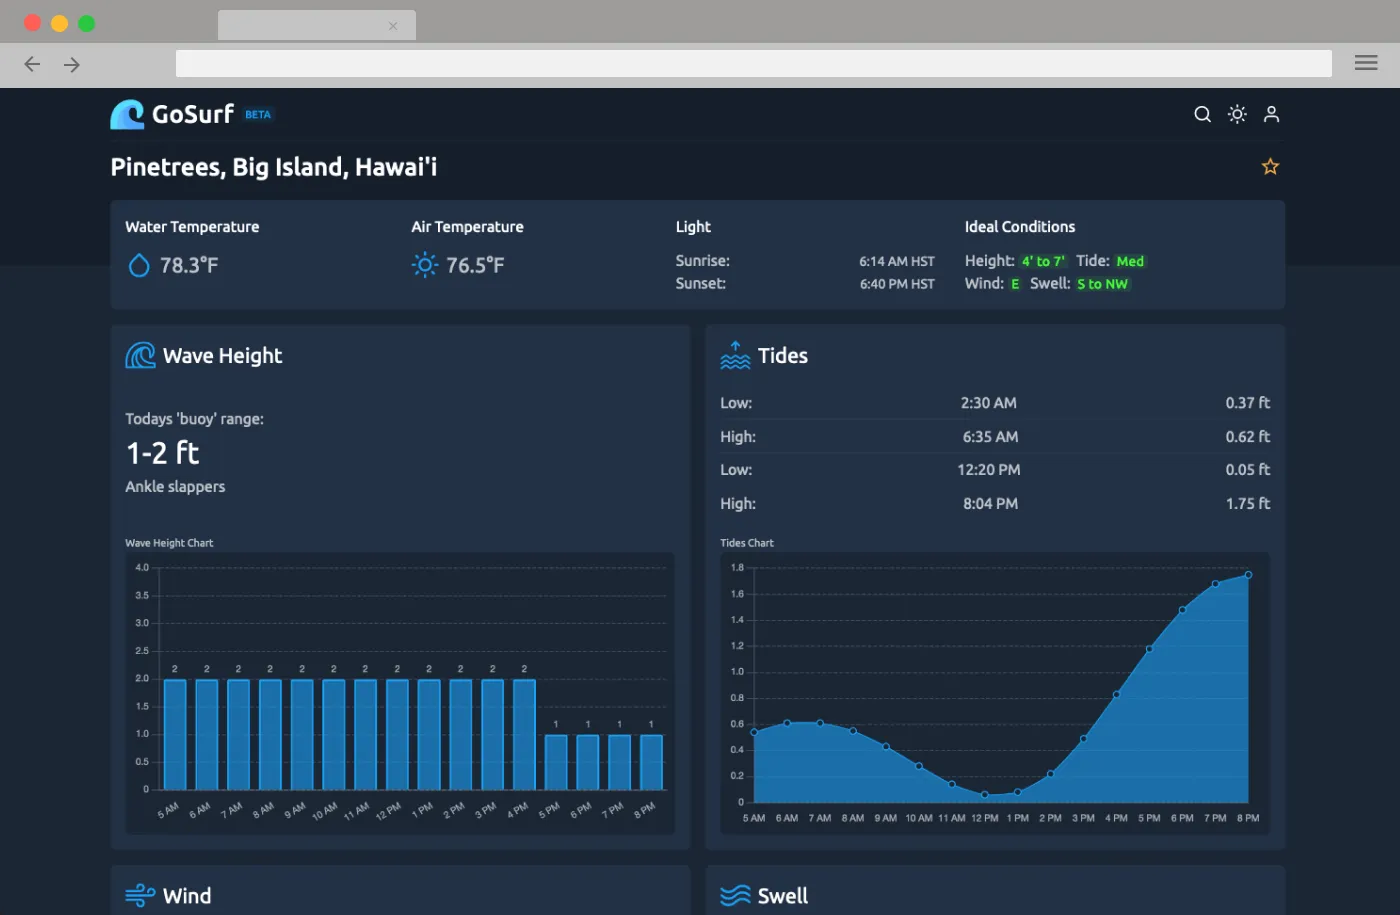 GoSurf BETA
Pinetrees, Big Island, Hawai'i
Water Temperature
78.3°F
Air Temperature
76.5°F
Light
Sunrise: 6:14 AM HST
Sunset: 6:40 PM HST
Ideal Conditions
Height: 4' to 7' Tide: Med
Wind: E Swell: S to NW
Wave Height
Todays 'buoy' range:
1-2 ft
Ankle slappers
Wave Height Chart
4.0
3.5
3.0
2.5
2.0
1.5
1.0
0.5
0
2 2 2 2 2 2 2 2 2 2 2 2 1 1 1 1
5 AM 6 AM 7 AM 8 AM 9 AM 10 AM 11 AM 12 PM 1 PM 2 PM 3 PM 4 PM 5 PM 6 PM 7 PM 8 PM
Tides
Low: 2:30 AM 0.37 ft
High: 6:35 AM 0.62 ft
Low: 12:20 PM 0.05 ft
High: 8:04 PM 1.75 ft
Tides Chart
1.8
1.6
1.4
1.2
1.0
0.8
0.6
0.4
0.2
0
5 AM 6 AM 7 AM 8 AM 9 AM 10 AM 11 AM 12 PM 1 PM 2 PM 3 PM 4 PM 5 PM 6 PM 7 PM 8 PM
Wind
Swell